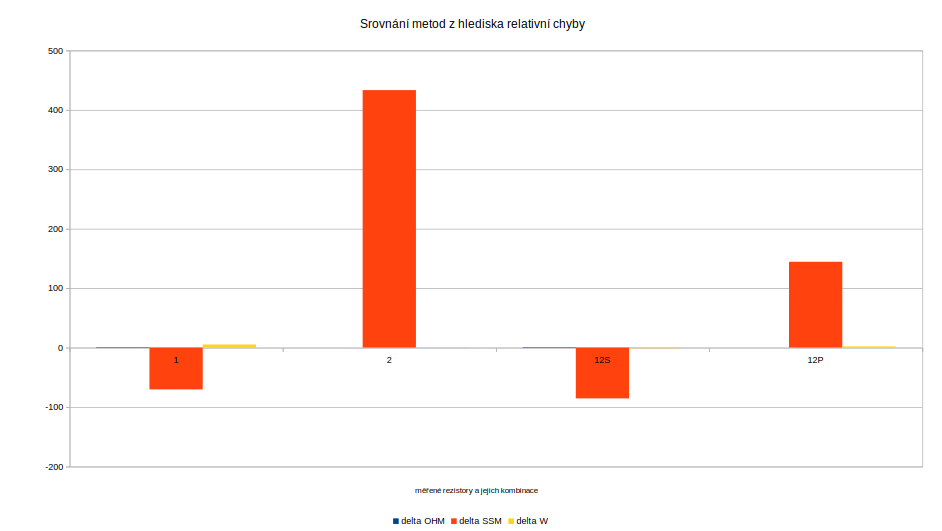 Srovnání metod z hlediska relativní chyby
500
400
300
200
100
0
-100
-200
1
2
12S
12P
měřené rezistory a jejich kombinace
delta OHM
delta SSM
delta W